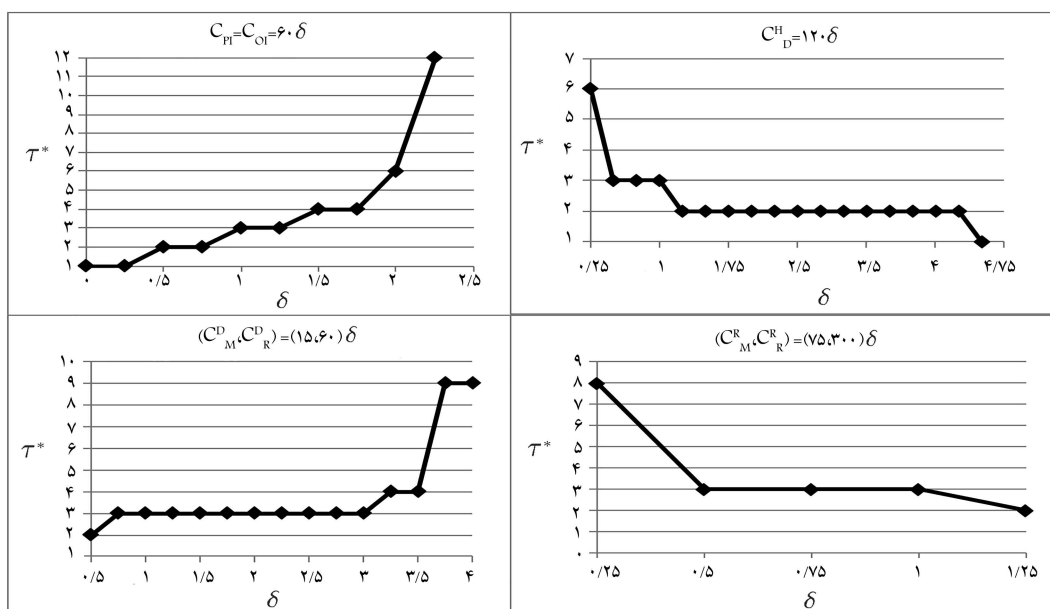 C_PI=C_OI=۶۰δ
۱۲
۱۱
۱۰
۹
۸
۷
۶
۵
۴
۳
۲
۱
τ*
۰ ۰/۵ ۱ ۱/۵ ۲ ۲/۵
δ
C^H_D=۱۲۰δ
۷
۶
۵
۴
۳
۲
۱
τ*
۰/۲۵ ۱ ۱/۷۵ ۲/۵ ۳/۵ ۴ ۴/۷۵
δ
(C^D_M،C^D_R)=(۱۵،۶۰)δ
۱۰
۹
۸
۷
۶
۵
۴
۳
۲
۱
τ*
۰/۵ ۱ ۱/۵ ۲ ۲/۵ ۳ ۳/۵ ۴
δ
(C^R_M،C^R_R)=(۷۵،۳۰۰)δ
۹
۸
۷
۶
۵
۴
۳
۲
۱
۰
τ*
۰/۲۵ ۰/۵ ۰/۷۵ ۱ ۱/۲۵
δ